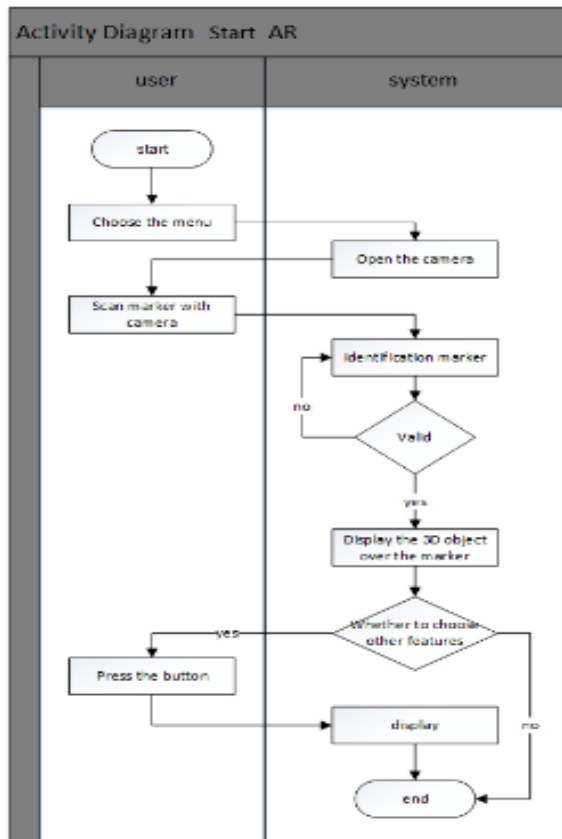 Activity Diagram Start AR
user
system
start
Choose the menu
Open the camera
Scan marker with
camera
Identification marker
no
Valid
yes
Display the 3D object
over the marker
Whether to choose
other features
yes
Press the button
no
display
end